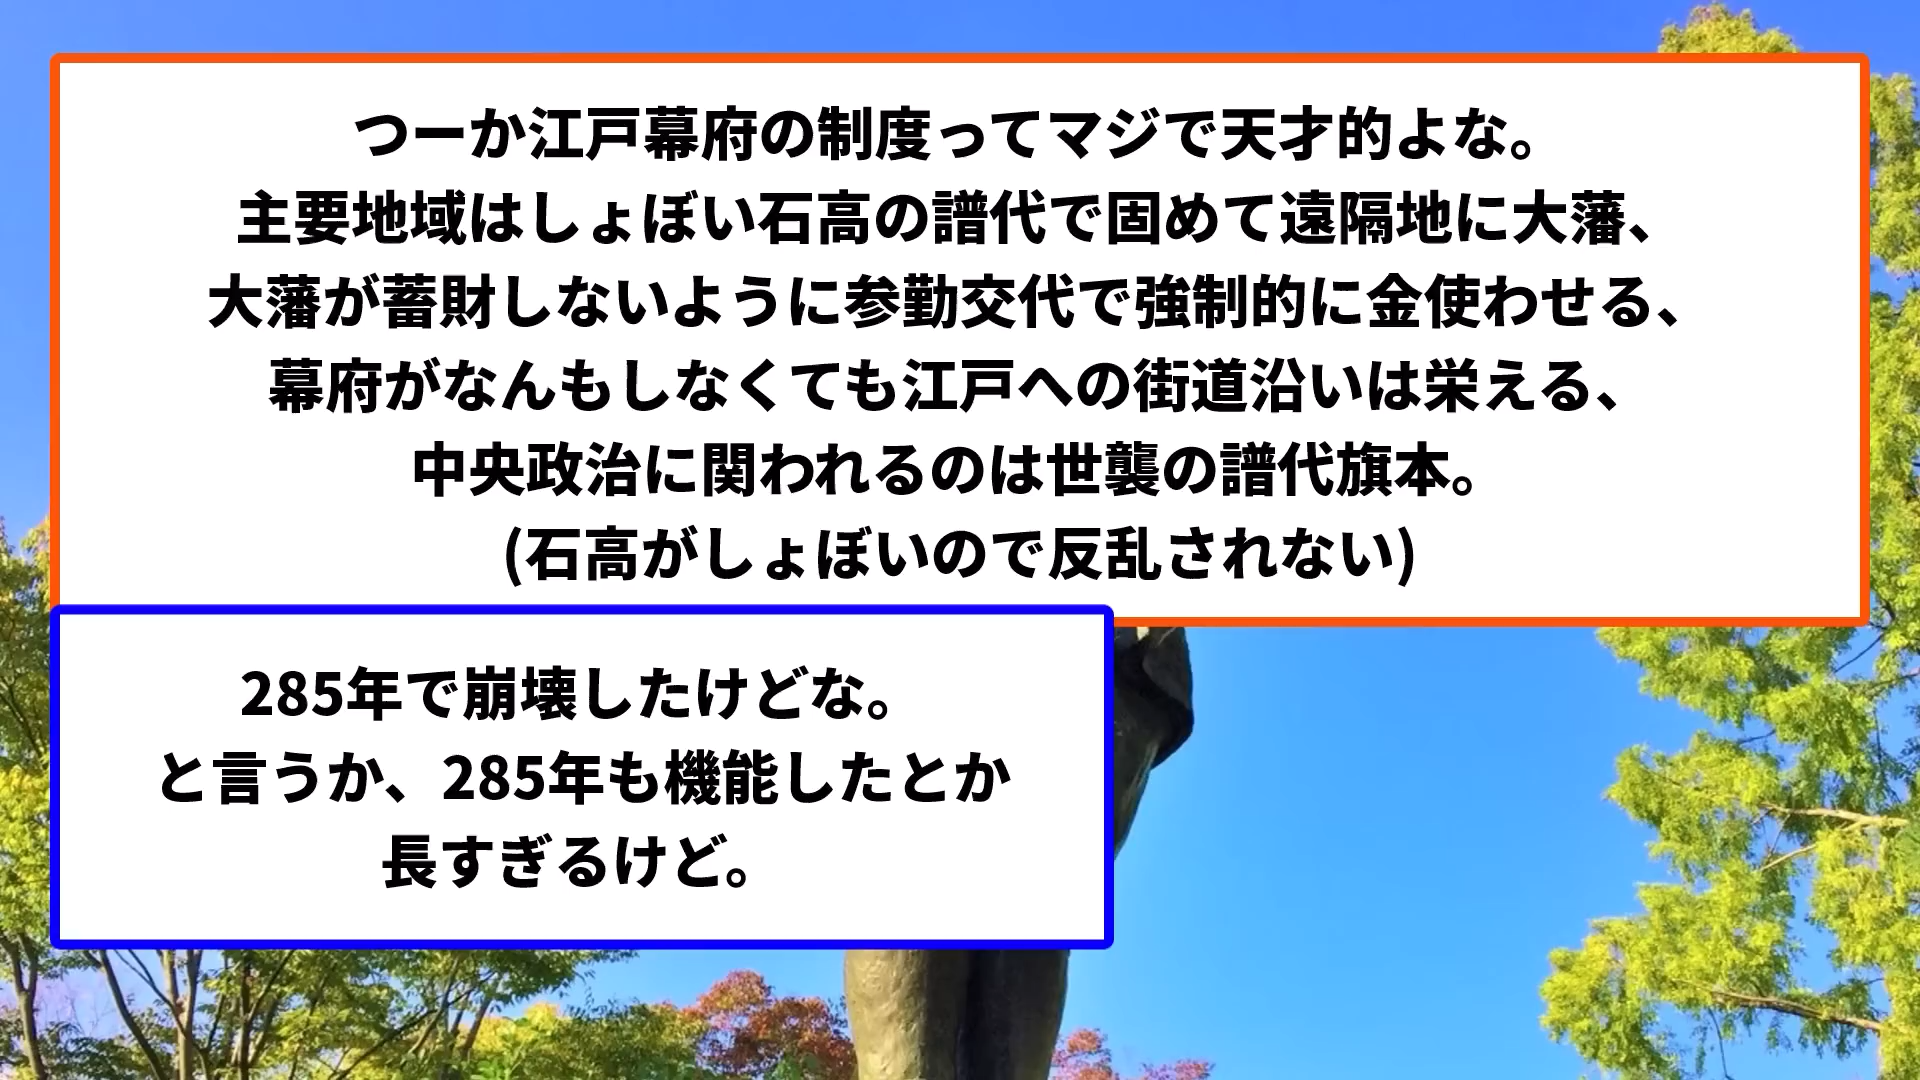 つーか江戸幕府の制度ってマジで天才的よな。
主要地域はしょぼい石高の譜代で固めて遠隔地に大藩、
大藩が蓄財しないように参勤交代で強制的に金使わせる、
幕府がなんもしなくても江戸への街道沿いは栄える、
中央政治に関われるのは世襲の譜代旗本。
(石高がしょぼいので反乱されない)
285年で崩壊したけどな。
と言うか、285年も機能したとか
長すぎるけど。